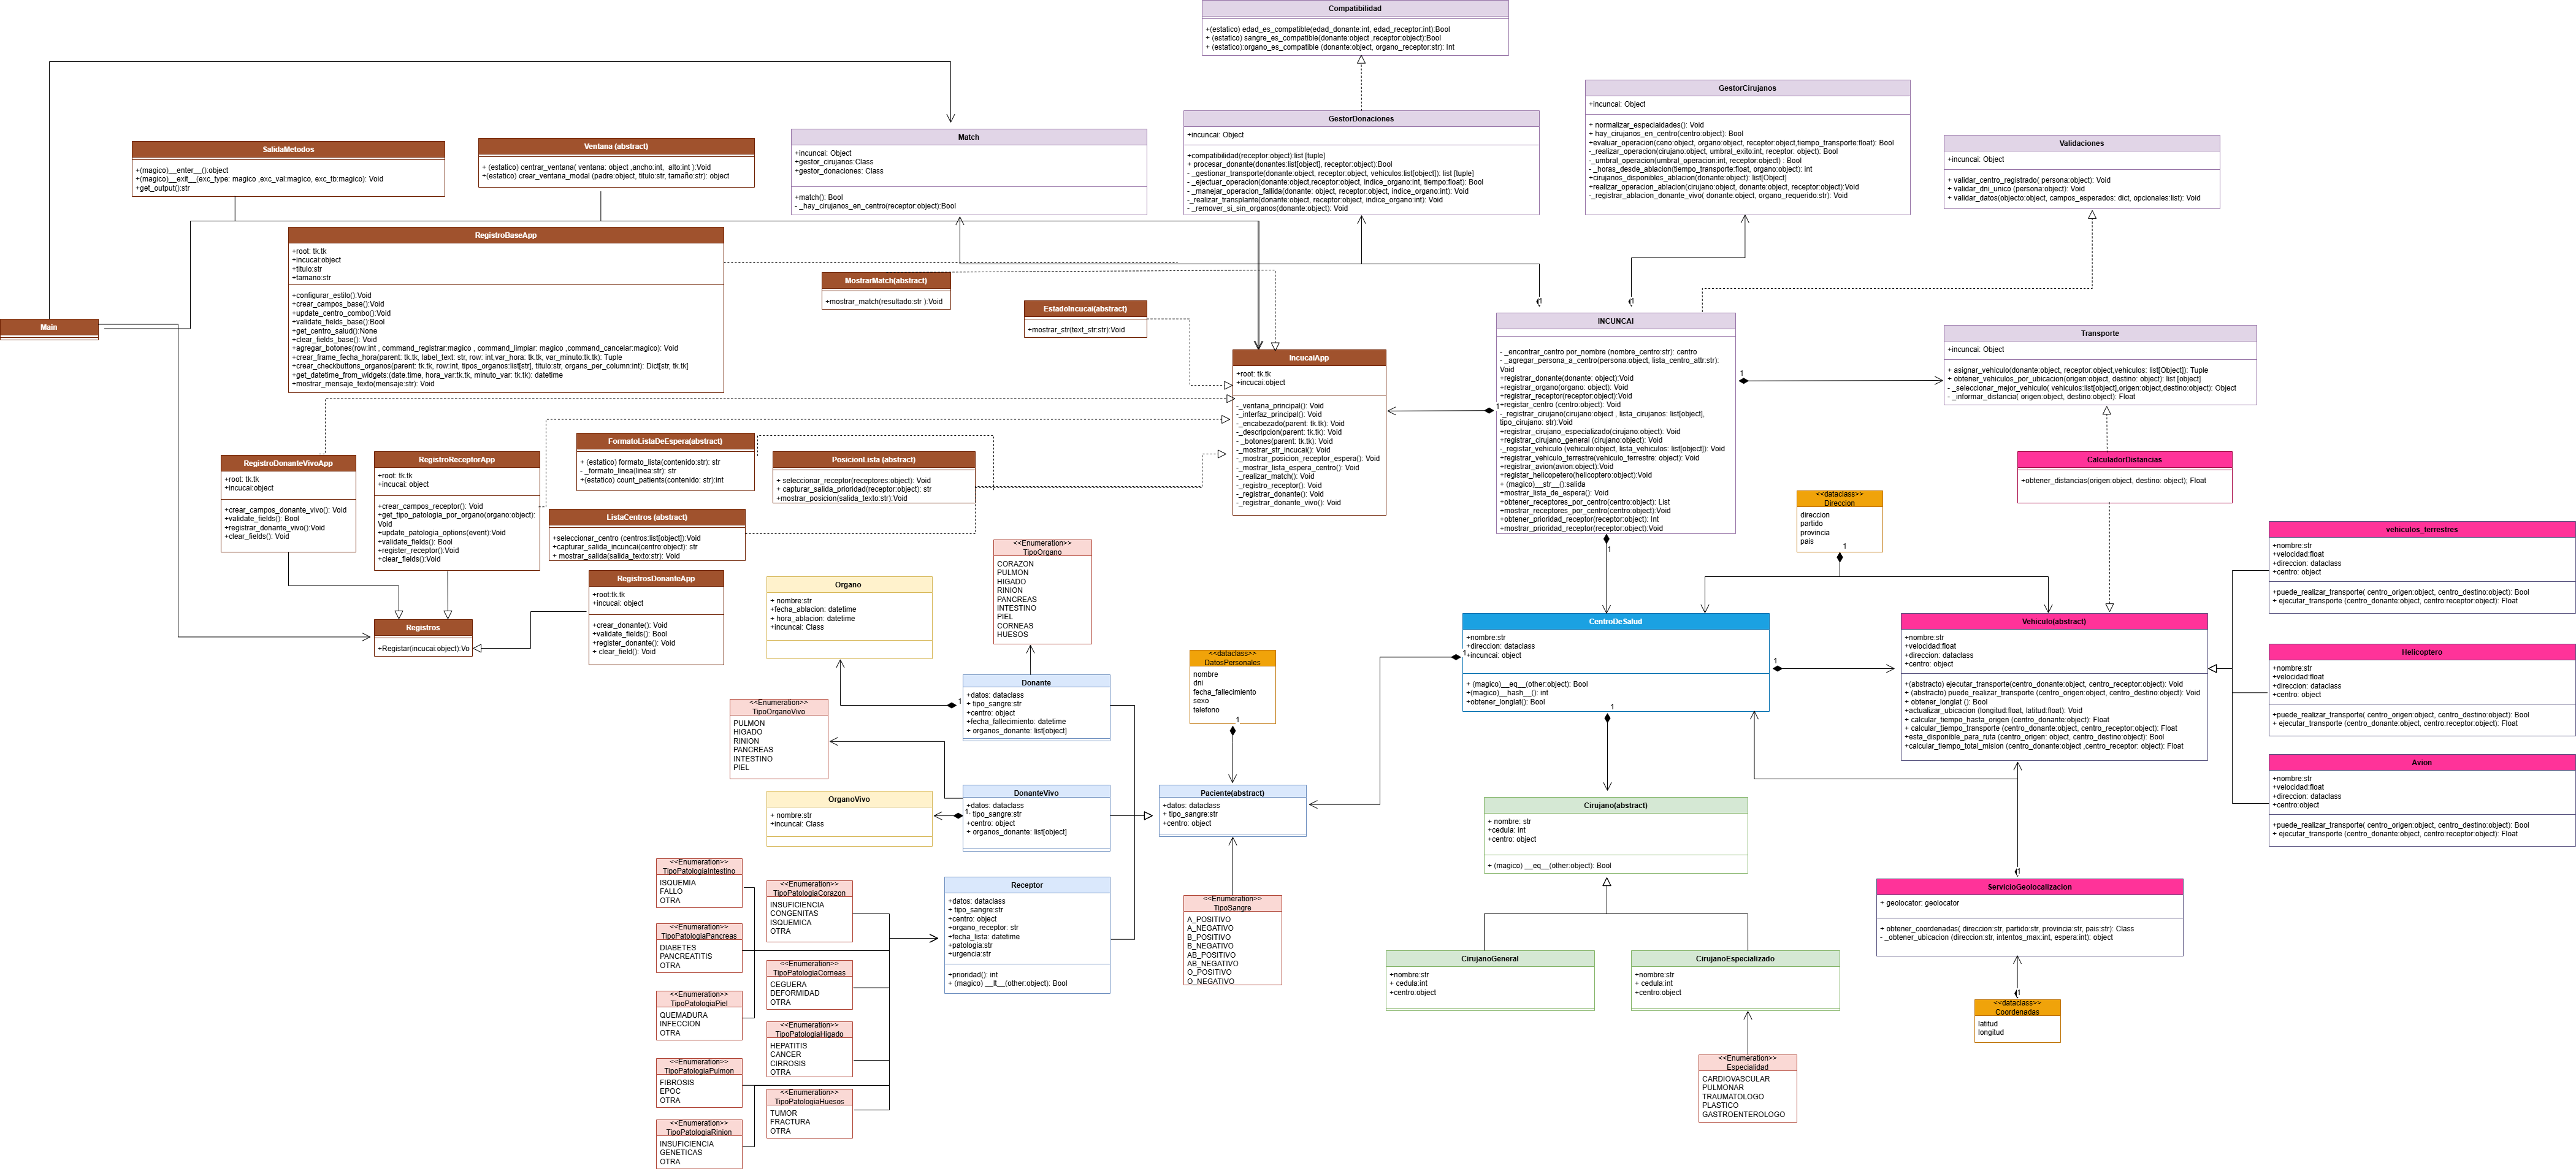 Compatibilidad
+(estatico) edad_es_compatible(edad_donante:int, edad_receptor:int):Bool
+ (estatico) sangre_es_compatible(donante:object ,receptor:object):Bool
+ (estatico):organo_es_compatible (donante:object, organo_receptor:str): Int
GestorCirujanos
+incuncai: Object
+ normalizar_especiaidades(): Void
+ hay_cirujanos_en_centro(centro:object): Bool
+evaluar_operacion(ceno:object, organo:object, receptor:object,tiempo_transporte:float): Bool
-_realizar_operacion(cirujano:object, umbral_exito:int, receptor: object): Bool
-_umbral_operacion(umbral_operacion:int, receptor:object) : Bool
-_horas_desde_ablacion(tiempo_transporte:float, organo:object): int
+cirujanos_disponibles_ablacion(donante:object): list[Object]
+realizar_operacion_ablacion(cirujano:object, donante:object, receptor:object):Void
-_registrar_ablacion_donante_vivo( donante:object, organo_requerido:str): Void
GestorDonaciones
+incuncai: Object
+compatibilidad(receptor:object):list [tuple]
+ procesar_donante(donantes:list[object], receptor:object):Bool
- _gestionar_transporte(donante:object, receptor:object, vehiculos:list[object]): list [tuple]
- _ejectuar_operacion(donante:object,receptor:object, indice_organo:int, tiempo:float): Bool
- _manejar_operacion_fallida(donante: object, receptor:object, indice_organo:int): Void
-_realizar_transplante(donante:object, receptor:object, indice_organo:int): Void
- _remover_si_sin_organos(donante:object): Void
Match
+incuncai: Object
+gestor_cirujanos:Class
+gestor_donaciones: Class
+match(): Bool
- _hay_cirujanos_en_centro(receptor:object):Bool
Validaciones
+incuncai: Object
+ validar_centro_registrado( persona:object): Void
+ validar_dni_unico (persona:object): Void
+ validar_datos(objecto:object, campos_esperados: dict, opcionales:list): Void
SalidaMetodos
+(magico)__enter__():object
+(magico)__exit__(exc_type: magico ,exc_val:magico, exc_tb:magico): Void
+get_output():str
Ventana (abstract)
+ (estatico) centrar_ventana( ventana: object ,ancho:int,  alto:int ):Void
+(estatico) crear_ventana_modal (padre:object, titulo:str, tamaño:str): object
RegistroBaseApp
+root: tk.tk
+incucai:object
+titulo:str
+tamano:str
+configurar_estilo():Void
+crear_campos_base():Void
+update_centro_combo():Void
+validate_fields_base():Bool
+get_centro_salud():None
+clear_fields_base(): Void
+agregar_botones(row:int , command_registrar:magico , command_limpiar: magico ,command_cancelar:magico): Void
+crear_frame_fecha_hora(parent: tk.tk, label_text: str, row: int,var_hora: tk.tk, var_minuto:tk.tk): Tuple
+crear_checkbuttons_organos(parent: tk.tk, row:int, tipos_organos:list[str], titulo:str, organs_per_column:int): Dict[str, tk.tk]
+get_datetime_from_widgets:(date.time, hora_var:tk.tk, minuto_var: tk.tk): datetime
+mostrar_mensaje_texto(mensaje:str): Void
MostrarMatch(abstract)
+mostrar_match(resultado:str ):Void
EstadoIncucai(abstract)
+mostrar_str(text_str:str):Void
Main
IncucaiApp
+root: tk.tk
+incucai:object
-_ventana_principal(): Void
-_interfaz_principal(): Void
-_encabezado(parent: tk.tk): Void
-_descripcion(parent: tk.tk): Void
- _botones(parent: tk.tk): Void
-_mostrar_str_incucai(): Void
-_mostrar_posicion_receptor_espera(): Void
-_mostrar_lista_espera_centro(): Void
-_realizar_match(): Void
-_registro_receptor(): Void
-_registrar_donante(): Void
-_registrar_donante_vivo(): Void
INCUNCAI
- _encontrar_centro por_nombre (nombre_centro:str): centro
- _agregar_persona_a_centro(persona:object, lista_centro_attr:str):
Void
+registrar_donante(donante: object):Void
+registrar_organo(organo: object): Void
+registrar_receptor(receptor:object):Void
+registar_centro (centro:object): Void
-_registrar_cirujano(cirujano:object , lista_cirujanos: list[object],
tipo_cirujano: str):Void
+registrar_cirujano_especializado(cirujano:object): Void
+registrar_cirujano_general (cirujano:object): Void
-_registrar_vehiculo (vehiculo:object, lista_vehiculos: list[object]): Void
+registrar_vehiculo_terrestre(vehiculo_terrestre: object): Void
+registrar_avion(avion:object):Void
+registrar_helicopetero(helicoptero:object):Void
+ (magico)__str__():salida
+mostrar_lista_de_espera(): Void
+obtener_receptores_por_centro(centro:object): List
+mostrar_receptores_por_centro(centro:object):Void
+obtener_prioridad_receptor(receptor:object): Int
+mostrar_prioridad_receptor(receptor:object):Void
Transporte
+incuncai: Object
+ asignar_vehiculo(donante:object, receptor:object,vehiculos: list[Object]): Tuple
+ obtener_vehiculos_por_ubicacion(origen:object, destino: object): list [object]
- _seleccionar_mejor_vehiculo( vehiculos:list[object],origen:object,destino:object): Object
- _informar_distancia( origen:object, destino:object): Float
1
1
1
1
1
CalculadorDistancias
+obtener_distancias(origen:object, destino: object); Float
RegistroDonanteVivoApp
+root: tk.tk
+incucai:object
+crear_campos_donante_vivo(): Void
+validate_fields(): Bool
+registrar_donante_vivo():Void
+clear_fields(): Void
RegistroReceptorApp
+root: tk.tk
+incucai: object
+crear_campos_receptor(): Void
+get_tipo_patologia_por_organo(organo:object):
Void
+update_patologia_options(event):Void
+validate_fields(): Bool
+register_receptor():Void
+clear_fields():Void
FormatoListaDeEspera(abstract)
+ (estatico) formato_lista(contenido:str): str
- _formato_linea(linea:str): str
+(estatico) count_patients(contenido: str):int
PosicionLista (abstract)
+ seleccionar_receptor(receptores:object): Void
+ capturar_salida_prioridad(receptor:object): str
+mostrar_posicion(salida_texto:str):Void
ListaCentros (abstract)
+seleccionar_centro (centros:list[object]):Void
+capturar_salida_incucai(centro:object): str
+ mostrar_salida(salida_texto:str): Void
RegistrosDonanteApp
+root:tk.tk
+incucai: object
+crear_donante(): Void
+validate_fields(): Bool
+register_donante(): Void
+ clear_field(): Void
Registros
+Registar(incucai:object):Vo
<<dataclass>>
Direccion
direccion
partido
provincia
pais
1
vehiculos_terrestres
+nombre:str
+velocidad:float
+direccion: dataclass
+centro: object
+puede_realizar_transporte( centro_origen:object, centro_destino:object): Bool
+ ejecutar_transporte (centro_donante:object, centro:receptor:object): Float
Helicoptero
+nombre:str
+velocidad:float
+direccion: dataclass
+centro: object
+puede_realizar_transporte( centro_origen:object, centro_destino:object): Bool
+ ejecutar_transporte (centro_donante:object, centro:receptor:object): Float
Avion
+nombre:str
+velocidad:float
+direccion: dataclass
+centro:object
+puede_realizar_transporte( centro_origen:object, centro_destino:object): Bool
+ ejecutar_transporte (centro_donante:object, centro:receptor:object): Float
Organo
+ nombre:str
+fecha_ablacion: datetime
+ hora_ablacion: datetime
+incuncai: Class
<<Enumeration>>
TipoOrgano
CORAZON
PULMON
HIGADO
RINION
PANCREAS
INTESTINO
PIEL
CORNEAS
HUESOS
CentroDeSalud
+nombre:str
+direccion: dataclass
+incuncai: object
+ (magico)__eq__(other:object): Bool
+(magico)__hash__(): int
+obtener_longlat(): Bool
1
1
1
Vehiculo(abstract)
+nombre:str
+velocidad:float
+direccion: dataclass
+centro: object
+(abstracto) ejecutar_transporte(centro_donante:object, centro_receptor:object): Void
+ (abstracto) puede_realizar_transporte (centro_origen:object, centro_destino:object): Void
+ obtener_longlat (): Bool
+actualizar_ubicacion (longitud:float, latitud:float): Void
+ calcular_tiempo_hasta_origen (centro_donante:object): Float
+ calcular_tiempo_transporte (centro_donante:object, centro_receptor:object): Float
+esta_disponible_para_ruta (centro_origen: object, centro_destino:object): Bool
+calcular_tiempo_total_mision (centro_donante:object ,centro_receptor: object): Float
<<dataclass>>
DatosPersonales
nombre
dni
fecha_fallecimiento
sexo
telefono
1
Donante
+datos: dataclass
+ tipo_sangre:str
+centro: object
+fecha_fallecimiento: datetime
+ organos_donante: list[object]
1
<<Enumeration>>
TipoOrganoVivo
PULMON
HIGADO
RINION
PANCREAS
INTESTINO
PIEL
OrganoVivo
+ nombre:str
+incuncai: Class
DonanteVivo
+datos: dataclass
+ tipo_sangre:str
+centro: object
+ organos_donante: list[object]
1
Paciente(abstract)
+datos: dataclass
+ tipo_sangre:str
+centro: object
Cirujano(abstract)
+ nombre: str
+cedula: int
+centro: object
+ (magico) __eq__(other:object): Bool
<<Enumeration>>
TipoPatologiaIntestino
ISQUEMIA
FALLO
OTRA
<<Enumeration>>
TipoPatologiaCorazon
INSUFICIENCIA
CONGENITAS
ISQUEMICA
OTRA
Receptor
+datos: dataclass
+ tipo_sangre:str
+centro: object
+organo_receptor: str
+fecha_lista: datetime
+patologia:str
+urgencia:str
+prioridad(): int
+ (magico) __lt__(other:object): Bool
<<Enumeration>>
TipoSangre
A_POSITIVO
A_NEGATIVO
B_POSITIVO
B_NEGATIVO
AB_POSITIVO
AB_NEGATIVO
O_POSITIVO
O_NEGATIVO
1
ServicioGeolocalizacion
+ geolocator: geolocator
+ obtener_coordenadas( direccion:str, partido:str, provincia:str, pais:str): Class
- _obtener_ubicacion (direccion:str, intentos_max:int, espera:int): object
<<Enumeration>>
TipoPatologiaPancreas
DIABETES
PANCREATITIS
OTRA
<<Enumeration>>
TipoPatologiaCorneas
CEGUERA
DEFORMIDAD
OTRA
CirujanoGeneral
+nombre:str
+ cedula:int
+centro:object
CirujanoEspecializado
+nombre:str
+ cedula:int
+centro:object
1
<<dataclass>>
Coordenadas
latitud
longitud
<<Enumeration>>
TipoPatologiaPiel
QUEMADURA
INFECCION
OTRA
<<Enumeration>>
TipoPatologiaHigado
HEPATITIS
CANCER
CIRROSIS
OTRA
<<Enumeration>>
TipoPatologiaPulmon
FIBROSIS
EPOC
OTRA
<<Enumeration>>
TipoPatologiaHuesos
TUMOR
FRACTURA
OTRA
<<Enumeration>>
TipoPatologiaRinion
INSUFICIENCIA
GENETICAS
OTRA
<<Enumeration>>
Especialidad
CARDIOVASCULAR
PULMONAR
TRAUMATOLOGO
PLASTICO
GASTROENTEROLOGO